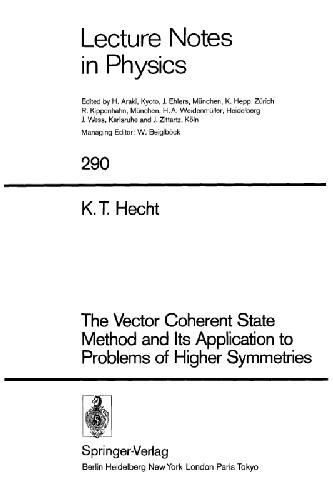 Lecture Notes
in Physics
Edited by H. Araki, Kyoto, J. Ehlers, München, K. Hepp, Zürich
R. Kippenhahn, München, H. A. Weidenmüller, Heidelberg
J. Wess, Karlsruhe and J. Zittartz, Köln
Managing Editor: W. Beiglböck
290
K. T. Hecht
The Vector Coherent State
Method and Its Application to
Problems of Higher Symmetries
Springer-Verlag
Berlin Heidelberg New York London Paris Tokyo